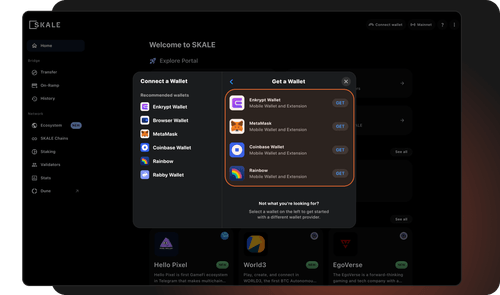 SKALE
Connect wallet
Mainnet
?
Home
Welcome to SKALE
Explore Portal
Bridge
Transfer
On-Ramp
History
Network
Ecosystem
NEW
SKALE Chains
Staking
Validators
Stats
Docs
Connect a Wallet
Recommended wallets
Enkrypt Wallet
Browser Wallet
MetaMask
Coinbase Wallet
Rainbow
Rabby Wallet
Get a Wallet
Enkrypt Wallet
Mobile Wallet and Extension
GET
MetaMask
Mobile Wallet and Extension
GET
Coinbase Wallet
Mobile Wallet and Extension
GET
Rainbow
Mobile Wallet and Extension
GET
Not what you're looking for?
Select a wallet on the left to get started
with a different wallet provider.
See all
See all
Hello Pixel
NEW
Hello Pixel is first GameFi ecosystem
in Telegram that makes multichain...
World3
NEW
Play, create, and connect in
WORLD3, the first BTC Autonomous...
EgoVerse
NEW
The EgoVerse is a forward thinking
gaming and tech company with a